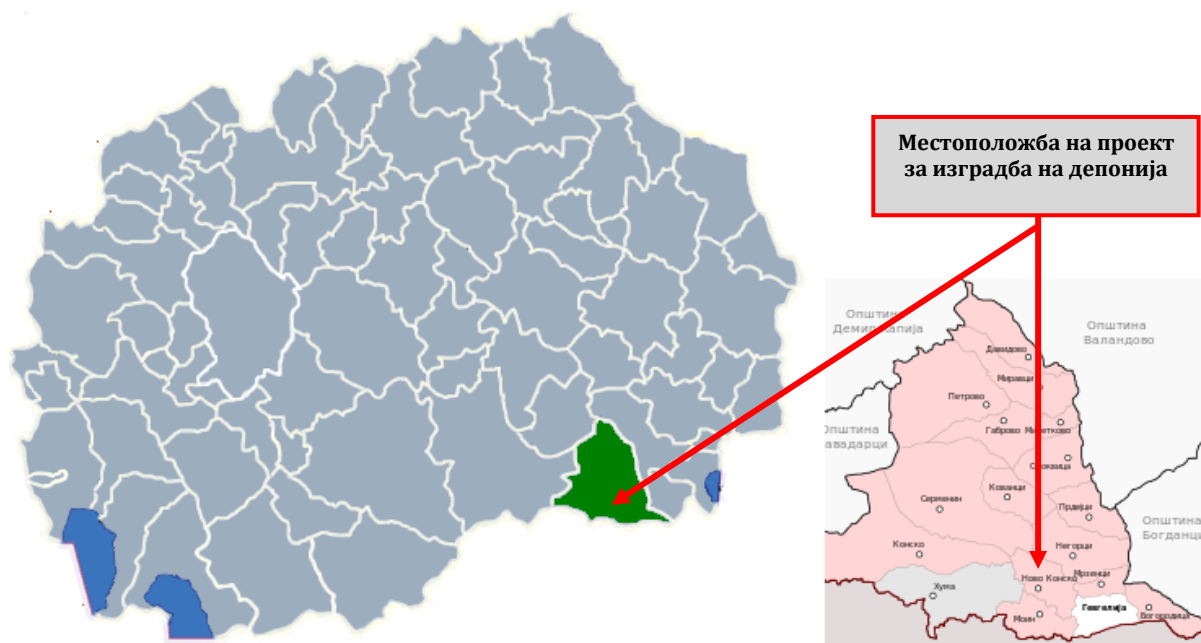 Местоположба на проект
за изградба на депонија
Општина
Демир Капија
Општина
Валандово
Давидово
Миравци
Петрово
Габрово
Милетково
Општина
Смоквица
Кованци
Серменин
Прдејци
Општина
Богданци
Негорци
Конско
Мрзенци
Ново Конско
Хума
Гевгелија
Богородица
Моин